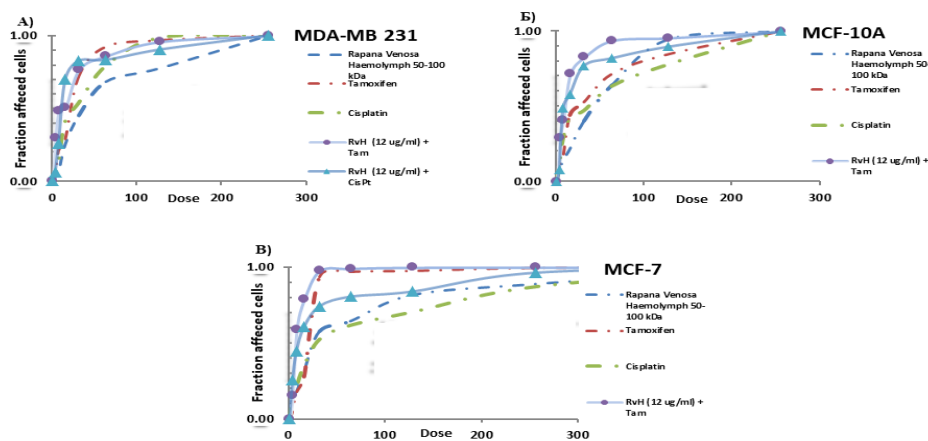 А)
MDA-MB 231
1.00
0.00
Fraction affeced cells
0
100
200
300
Dose
Rapana Venosa
Haemolymph 50-100
kDa
Tamoxifen
Cisplatin
RvH (12 ug/ml) +
Tam
RvH (12 ug/ml) +
CisPt
Б)
MCF-10A
1.00
0.00
Fraction affeced cells
0
100
200
300
Dose
Rapana Venosa
Haemolymph 50-
100 kDa
Tamoxifen
Cisplatin
RvH (12 ug/ml) +
Tam
В)
MCF-7
1.00
0.00
Fraction affeced cells
0
100
200
300
Dose
Rapana Venosa
Haemolymph 50-
100 kDa
Tamoxifen
Cisplatin
RvH (12 ug/ml) +
Tam